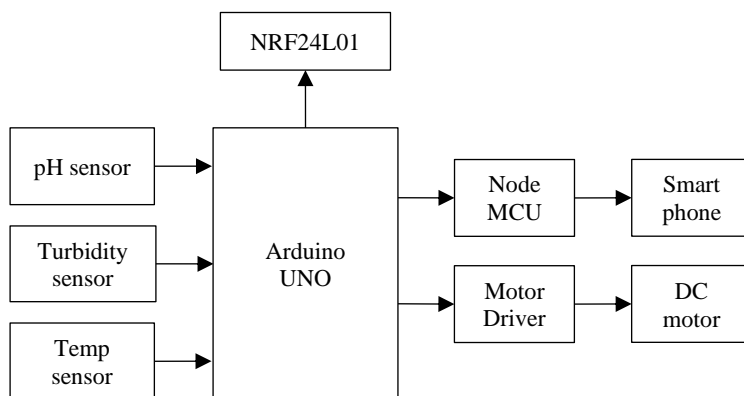 NRF24L01
pH sensor
Turbidity
sensor
Temp
sensor
Arduino
UNO
Node
MCU
Smart
phone
Motor
Driver
DC
motor